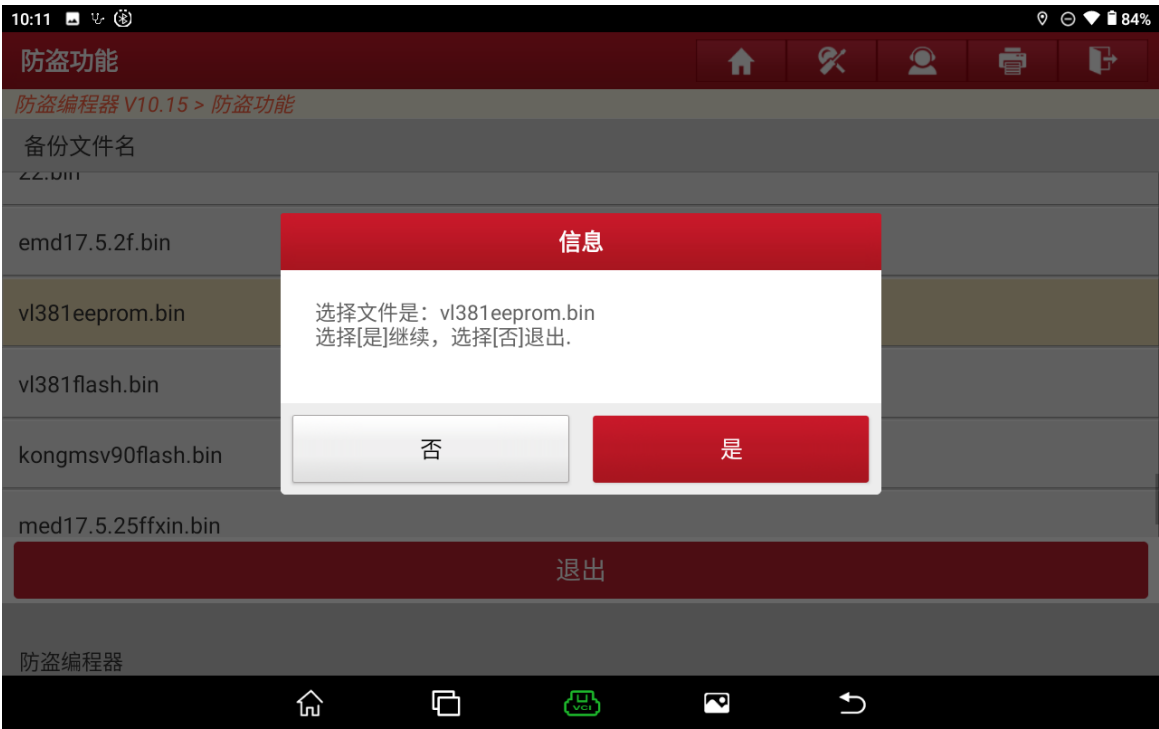 10:11
84%
防盗功能
防盗编程器 V10.15 > 防盗功能
备份文件名
22.bin
emd17.5.2f.bin
vl381eeprom.bin
vl381flash.bin
kongmsv90flash.bin
med17.5.25ffxin.bin
信息
选择文件是：vl381eeprom.bin
选择[是]继续，选择[否]退出.
否
是
退出
防盗编程器
VCI